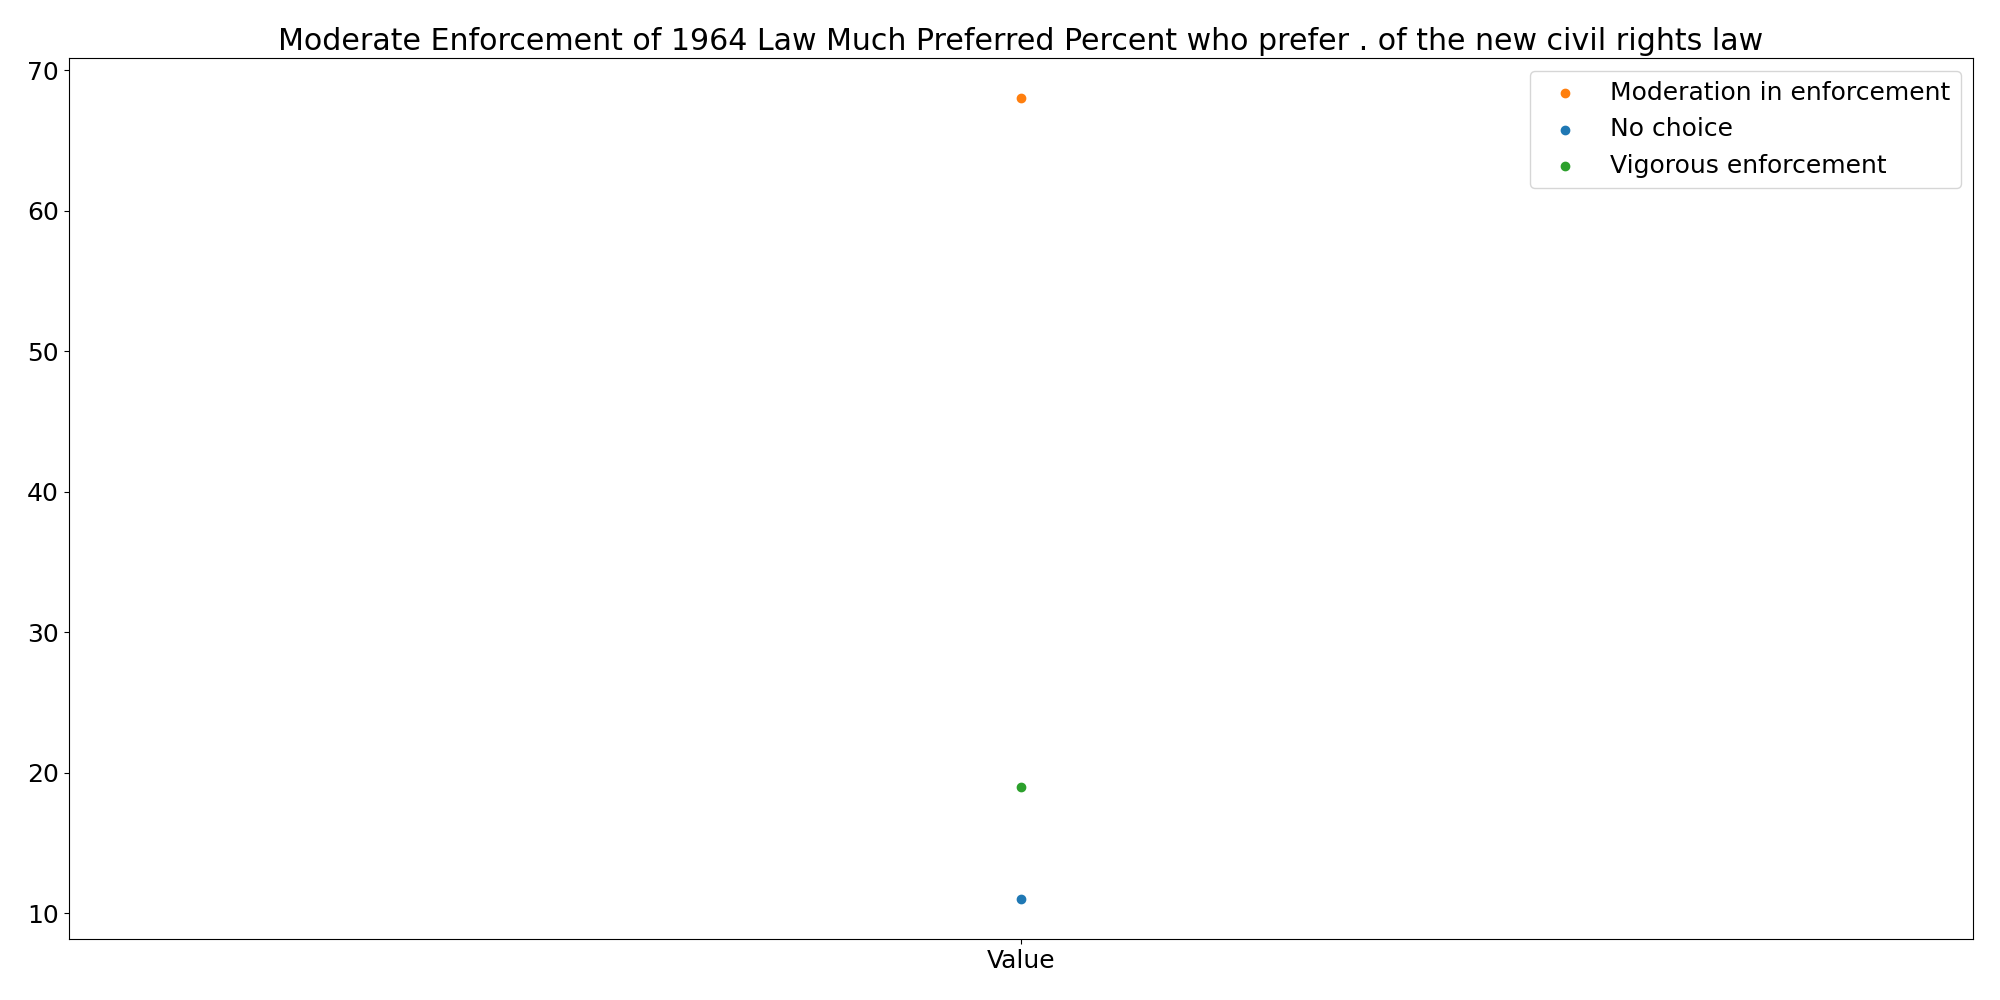 Moderate Enforcement of 1964 Law Much Preferred Percent who prefer . of the new civil rights law
70
60
50
40
30
20
10
Moderation in enforcement
No choice
Vigorous enforcement
Value